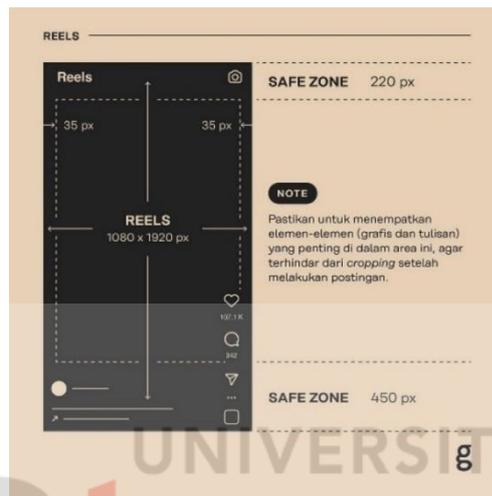 REELS
Reels
SAFE ZONE 220 px
35 px 35 px
NOTE
Pastikan untuk menempatkan
elemen-elemen (grafis dan tulisan)
yang penting di dalam area ini, agar
terhindar dari cropping setelah
melakukan postingan.
REELS
1080 x 1920 px
107.1 K
342
SAFE ZONE 450 px
UNIVERSIT
g